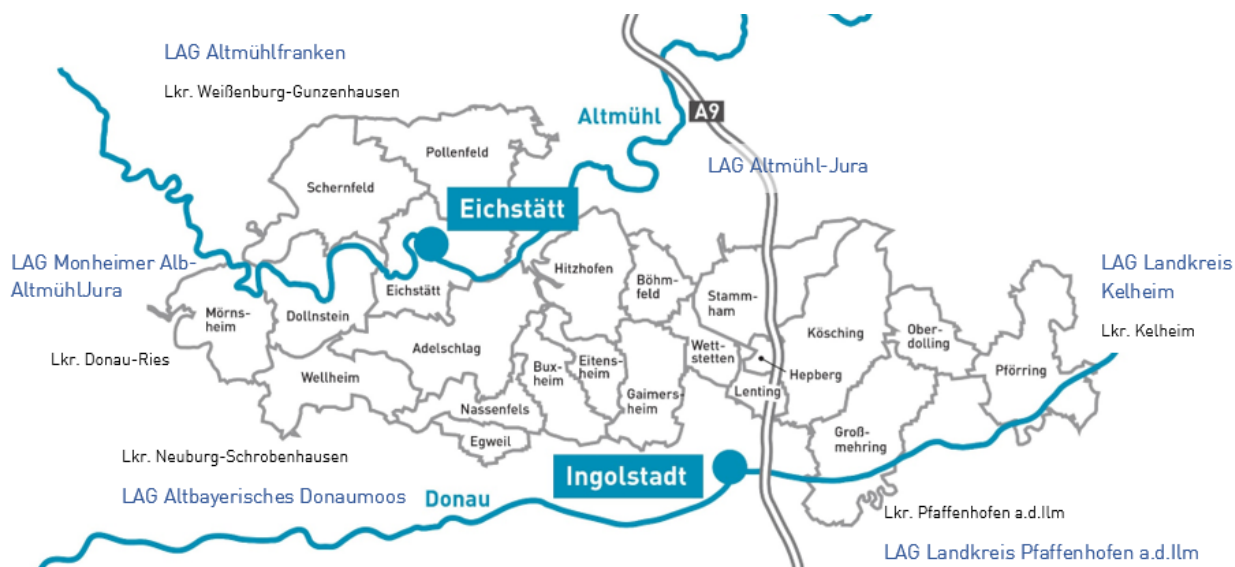 LAG Altmühlfranken
Lkr. Weißenburg-Gunzenhausen
Altmühl
A9
Pollenfeld
LAG Altmühl-Jura
Schernfeld
Eichstätt
LAG Monheimer Alb-
AltmühlJura
Hitzhofen
Böhm-
feld
LAG Landkreis
Kelheim
Eichstätt
Stamm-
ham
Mörns-
heim
Dollnstein
Kösching
Ober-
dolling
Lkr. Kelheim
Lkr. Donau-Ries
Adelschlag
Wett-
stetten
Wellheim
Bux-
heim
Eitens-
heim
Hepberg
Pförring
Lenting
Gaimers-
heim
Nassenfels
Egweil
Groß-
mehring
Lkr. Neuburg-Schrobenhausen
Ingolstadt
LAG Altbayerisches Donaumoos
Donau
Lkr. Pfaffenhofen a.d.Ilm
LAG Landkreis Pfaffenhofen a.d.Ilm